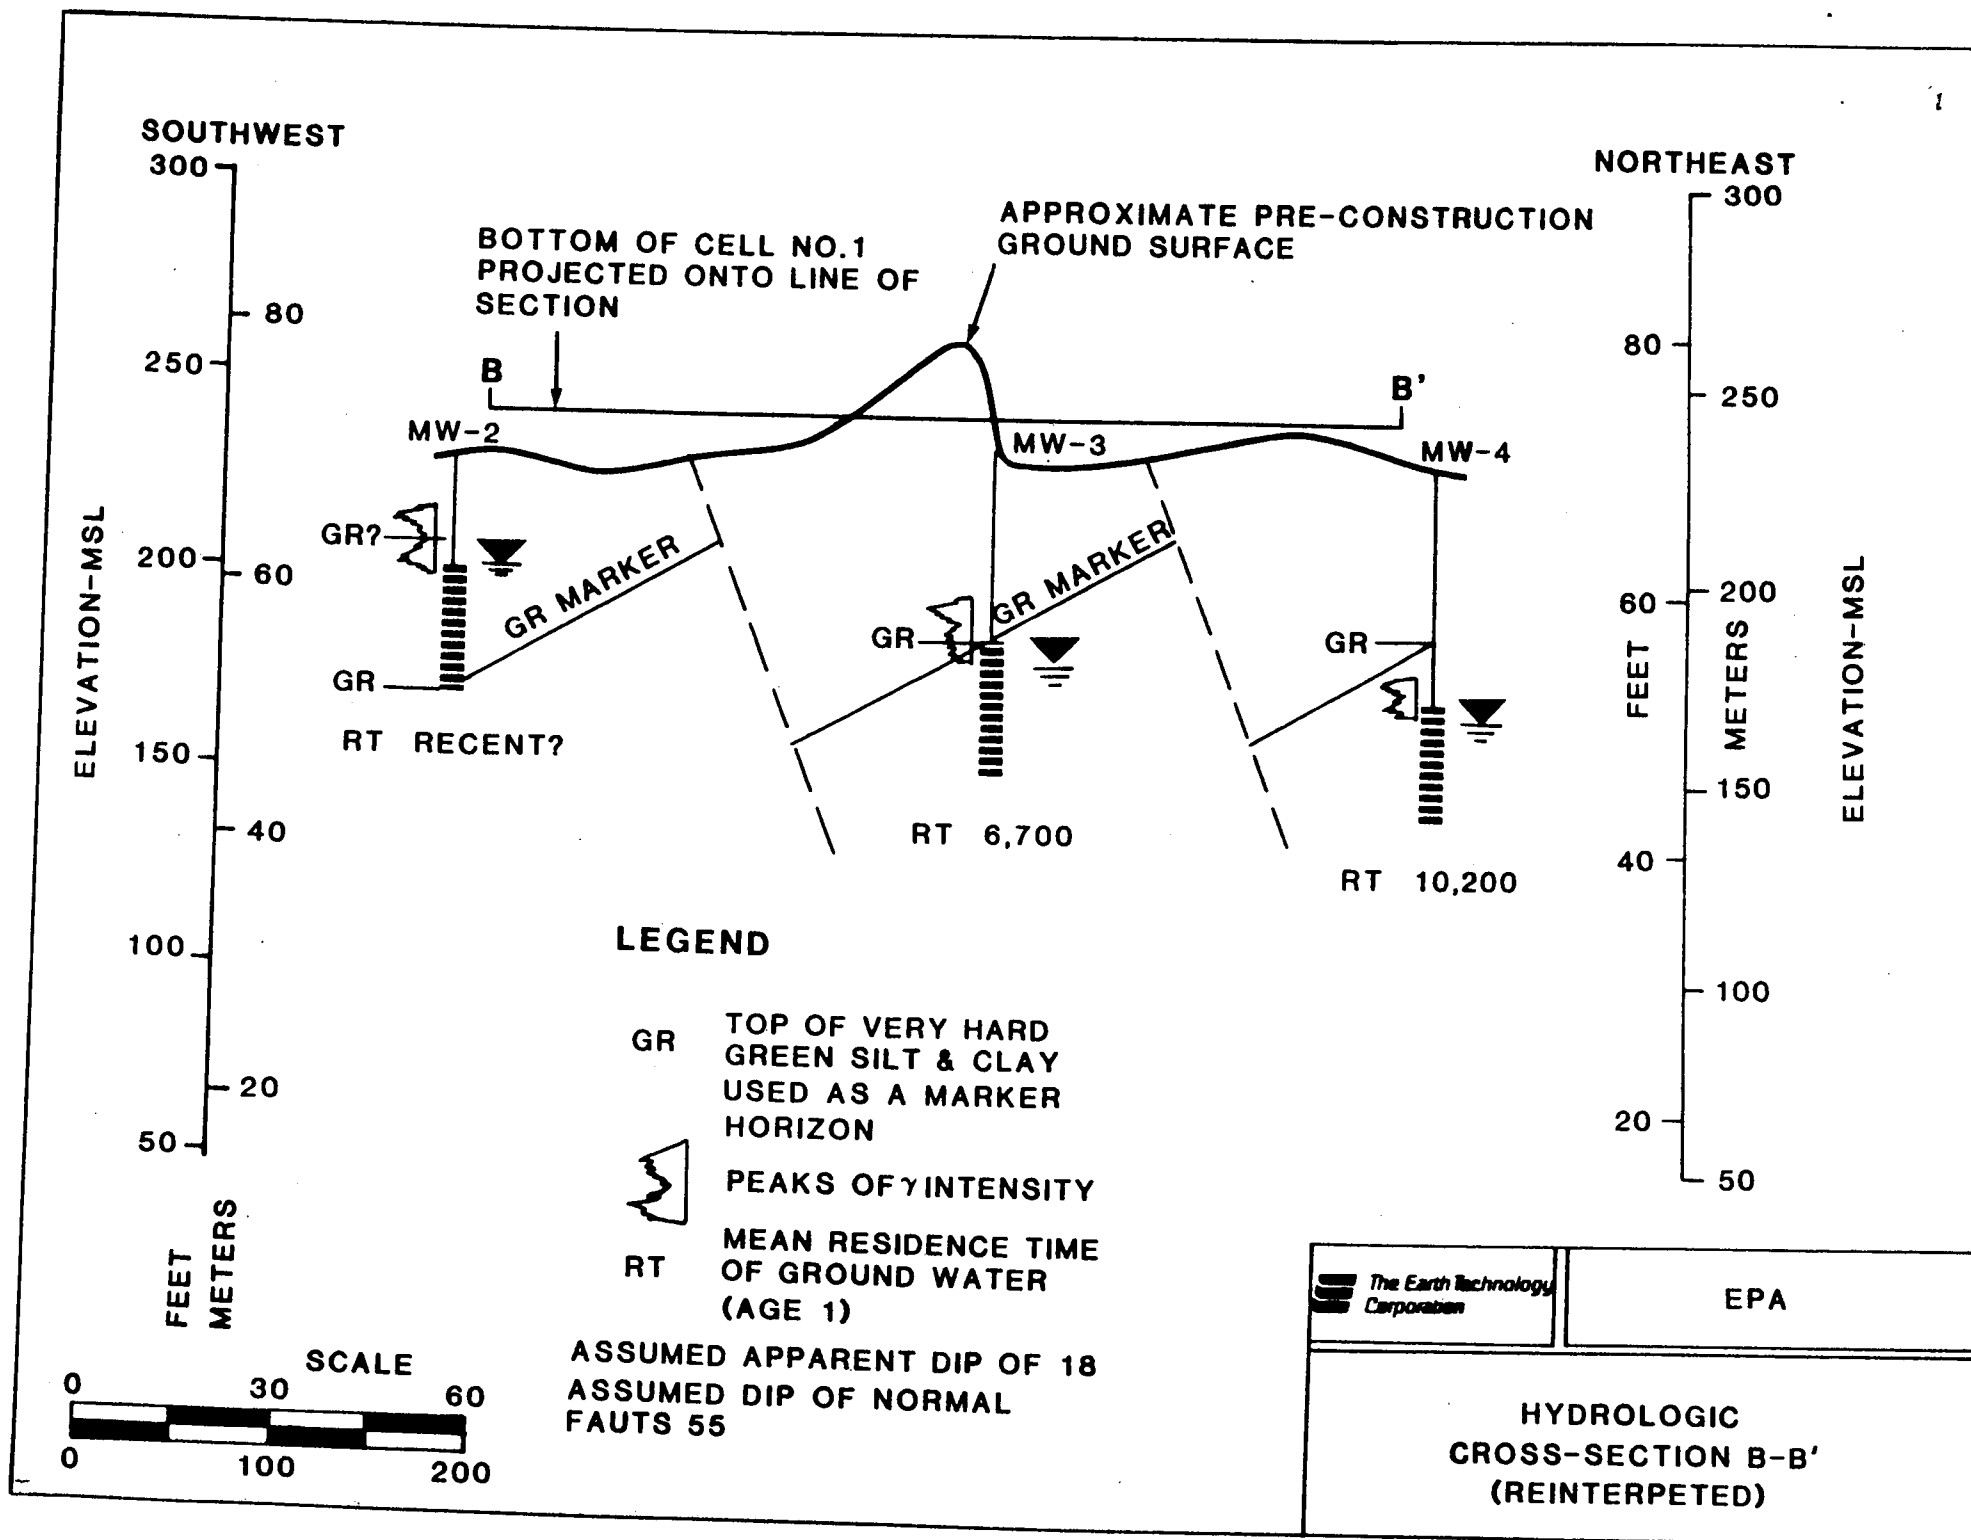 SOUTHWEST
300
80
250
200
60
150
40
100
20
50
ELEVATION-MSL
FEET
METERS
BOTTOM OF CELL NO.1
PROJECTED ONTO LINE OF
SECTION
APPROXIMATE PRE-CONSTRUCTION
GROUND SURFACE
B
B'
MW-2
MW-3
MW-4
GR?
GR MARKER
GR
RT RECENT?
GR MARKER
GR
RT 6,700
GR
RT 10,200
NORTHEAST
300
80
250
200
60
150
40
100
20
50
FEET
METERS
ELEVATION-MSL
LEGEND
GR
TOP OF VERY HARD
GREEN SILT & CLAY
USED AS A MARKER
HORIZON
PEAKS OF γ INTENSITY
RT
MEAN RESIDENCE TIME
OF GROUND WATER
(AGE 1)
ASSUMED APPARENT DIP OF 18
ASSUMED DIP OF NORMAL
FAUTS 55
SCALE
0 30 60
0 100 200
The Earth Technology
Corporation
EPA
HYDROLOGIC
CROSS-SECTION B-B'
(REINTERPETED)